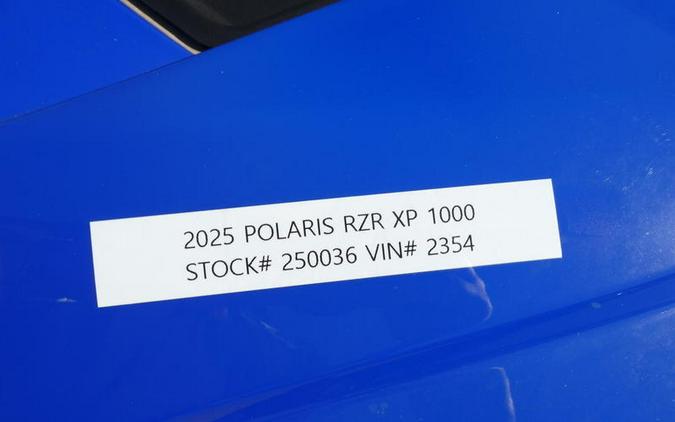 2025 POLARIS RZR XP 1000
STOCK# 250036 VIN# 2354